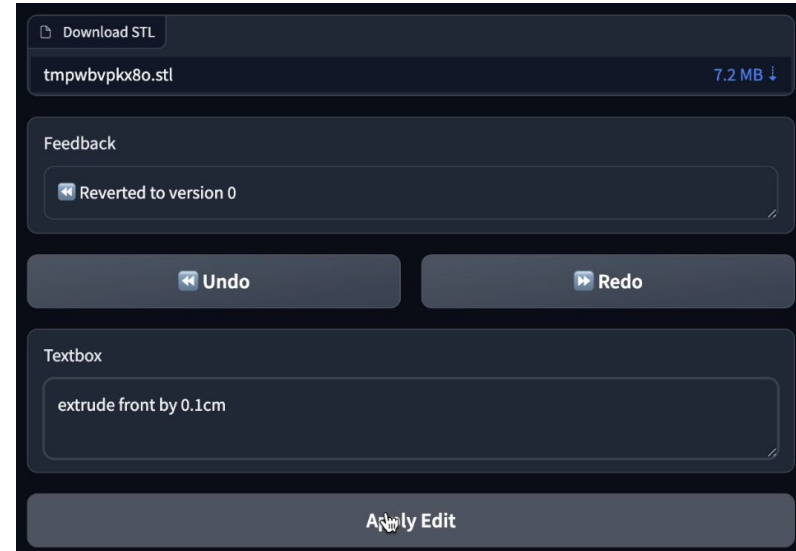 Download STL
tmpwbvpkx8o.stl 7.2 MB ⇣
Feedback
⏪ Reverted to version 0
⏪ Undo ⏩ Redo
Textbox
extrude front by 0.1cm
Apply Edit